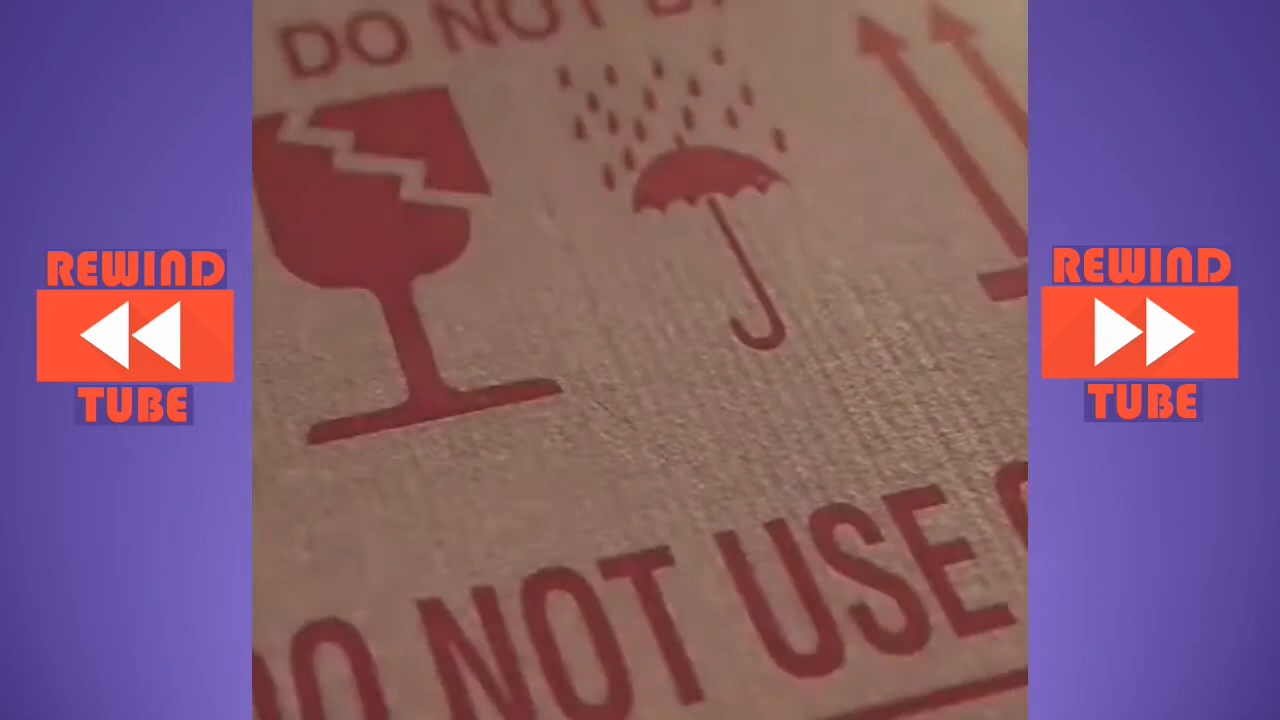 DO NOT
REWIND
TUBE
REWIND
TUBE
DO NOT USE